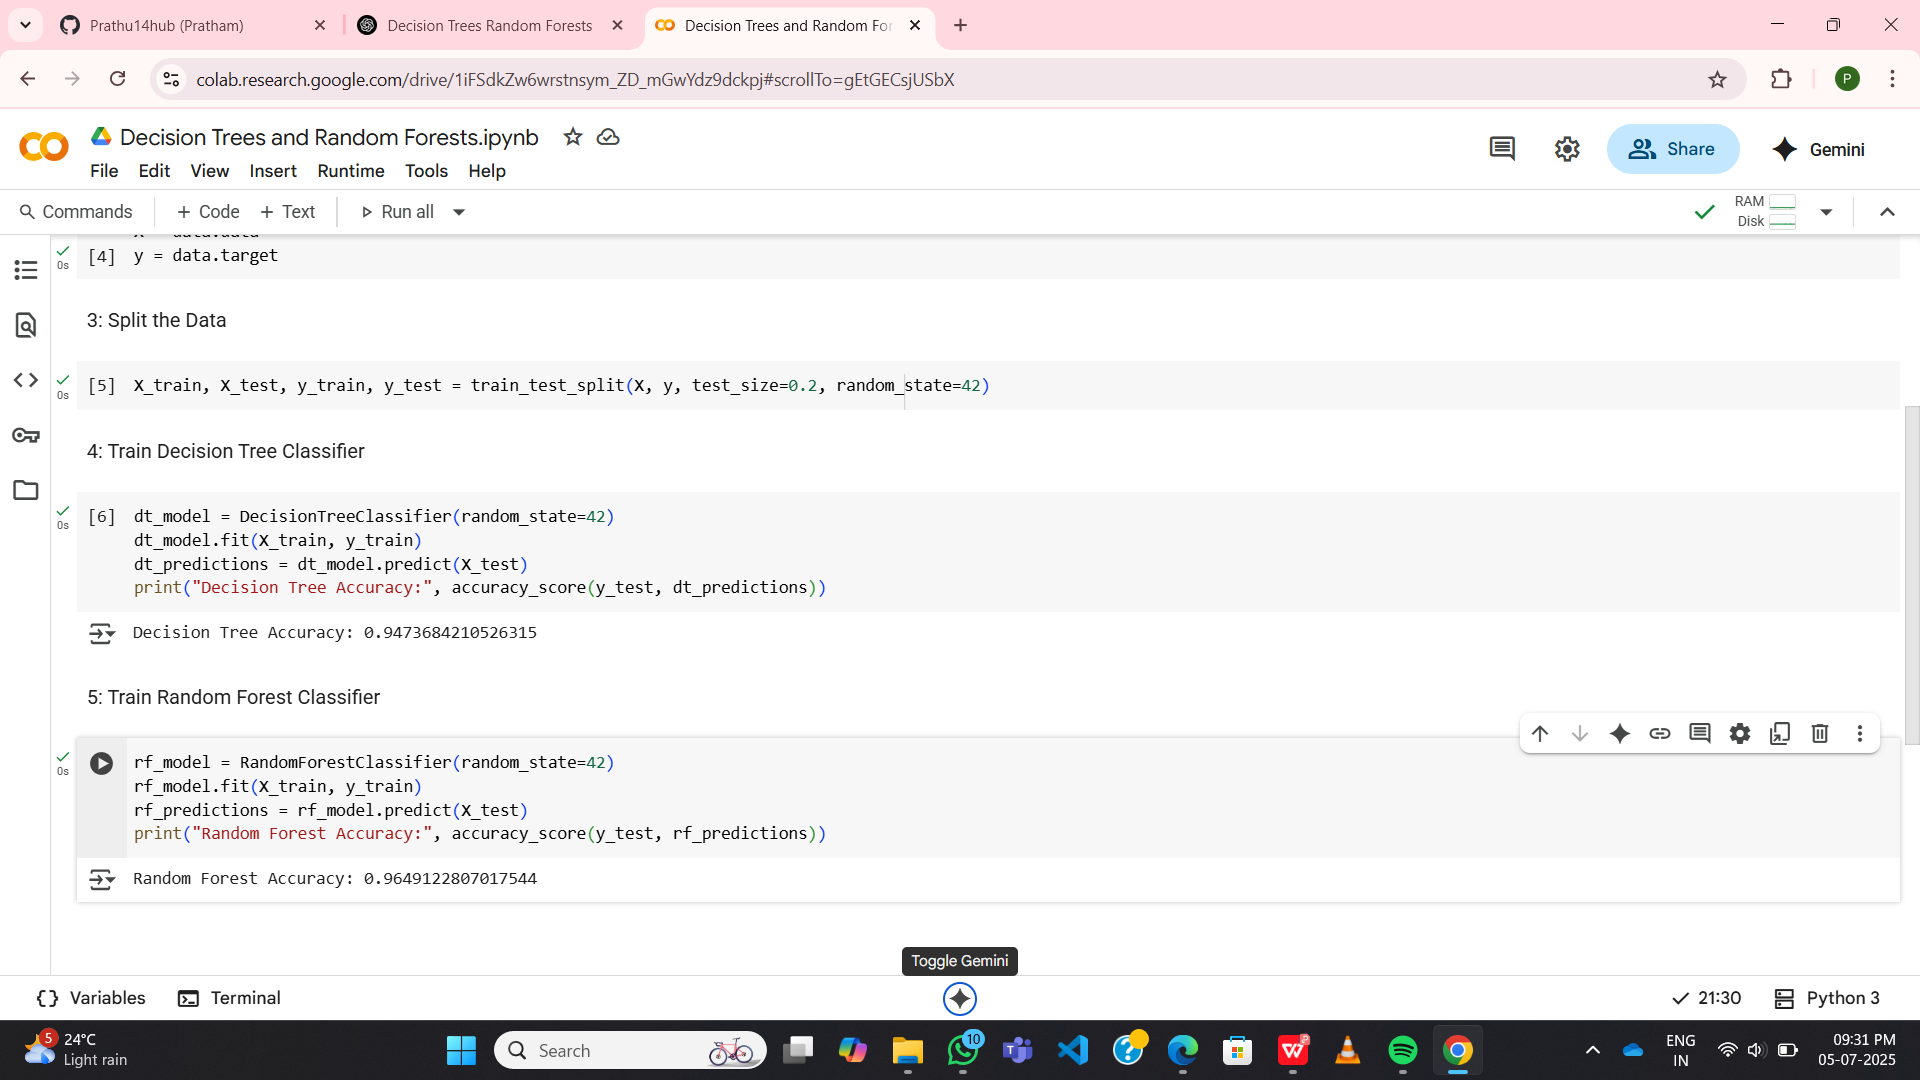 Prathu14hub (Pratham)
Decision Trees Random Forests
Decision Trees and Random For
colab.research.google.com/drive/1iFSdkZw6wrstnsym_ZD_mGwYdz9dckpj#scrollTo=gEtGECsjUSbX
P
Decision Trees and Random Forests.ipynb
File Edit View Insert Runtime Tools Help
Share
Gemini
Commands
+ Code + Text
Run all
RAM
Disk
[4] y = data.target
0s
3: Split the Data
[5] X_train, X_test, y_train, y_test = train_test_split(X, y, test_size=0.2, random_state=42)
0s
4: Train Decision Tree Classifier
[6] dt_model = DecisionTreeClassifier(random_state=42)
0s
dt_model.fit(X_train, y_train)
dt_predictions = dt_model.predict(X_test)
print("Decision Tree Accuracy:", accuracy_score(y_test, dt_predictions))
Decision Tree Accuracy: 0.9473684210526315
5: Train Random Forest Classifier
rf_model = RandomForestClassifier(random_state=42)
0s
rf_model.fit(X_train, y_train)
rf_predictions = rf_model.predict(X_test)
print("Random Forest Accuracy:", accuracy_score(y_test, rf_predictions))
Random Forest Accuracy: 0.9649122807017544
Toggle Gemini
{} Variables
Terminal
21:30
Python 3
5
24°C
Light rain
Search
10
ENG
IN
09:31 PM
05-07-2025